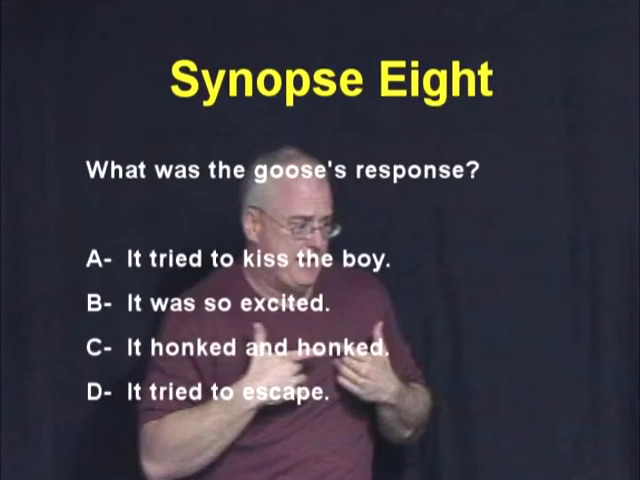 Synopse Eight
What was the goose's response?
A- It tried to kiss the boy.
B- It was so excited.
C- It honked and honked.
D- It tried to escape.